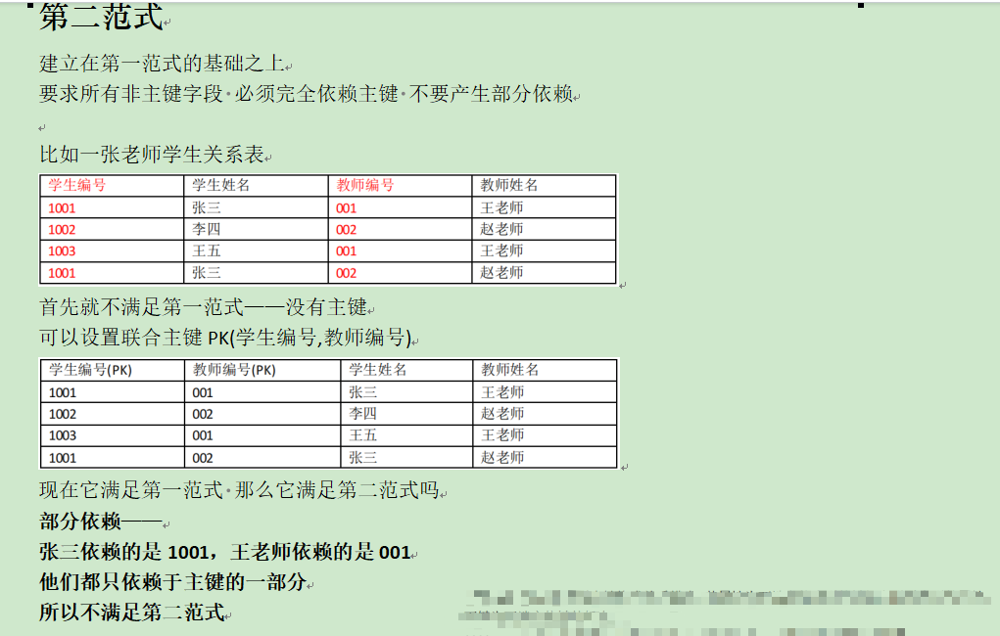 第二范式
建立在第一范式的基础之上
要求所有非主键字段 必须完全依赖主键 不要产生部分依赖
比如一张老师学生关系表
学生编号 学生姓名 教师编号 教师姓名
1001 张三 001 王老师
1002 李四 002 赵老师
1003 王五 001 王老师
1001 张三 002 赵老师
首先就不满足第一范式——没有主键
可以设置联合主键 PK(学生编号,教师编号)
学生编号(PK) 教师编号(PK) 学生姓名 教师姓名
1001 001 张三 王老师
1002 002 李四 赵老师
1003 001 王五 王老师
1001 002 张三 赵老师
现在它满足第一范式 那么它满足第二范式吗
部分依赖——
张三依赖的是 1001，王老师依赖的是 001
他们都只依赖于主键的一部分
所以不满足第二范式